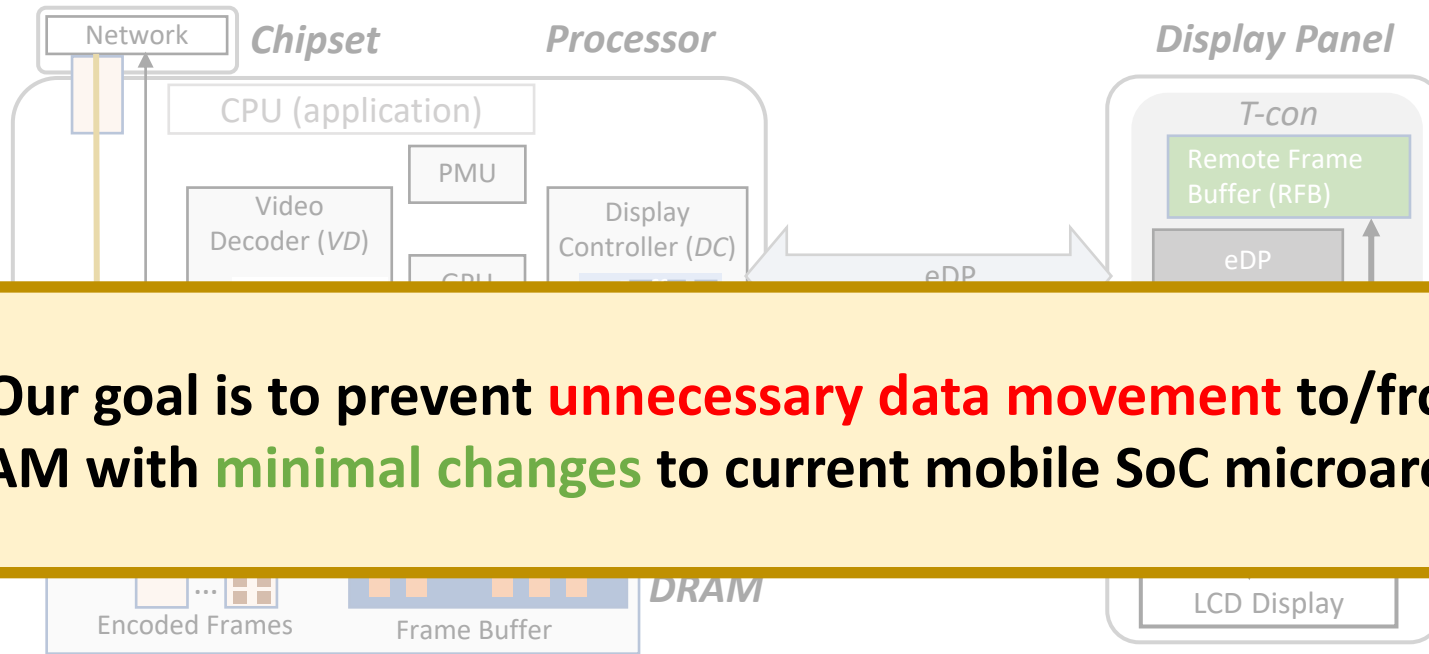 Network
Chipset
Processor
Display Panel
CPU (application)
T-con
PMU
Remote Frame
Buffer (RFB)
Video
Decoder (VD)
Display
Controller (DC)
eDP
eDP
Our goal is to prevent unnecessary data movement to/fro
AM with minimal changes to current mobile SoC microar
...
DRAM
Encoded Frames
Frame Buffer
LCD Display